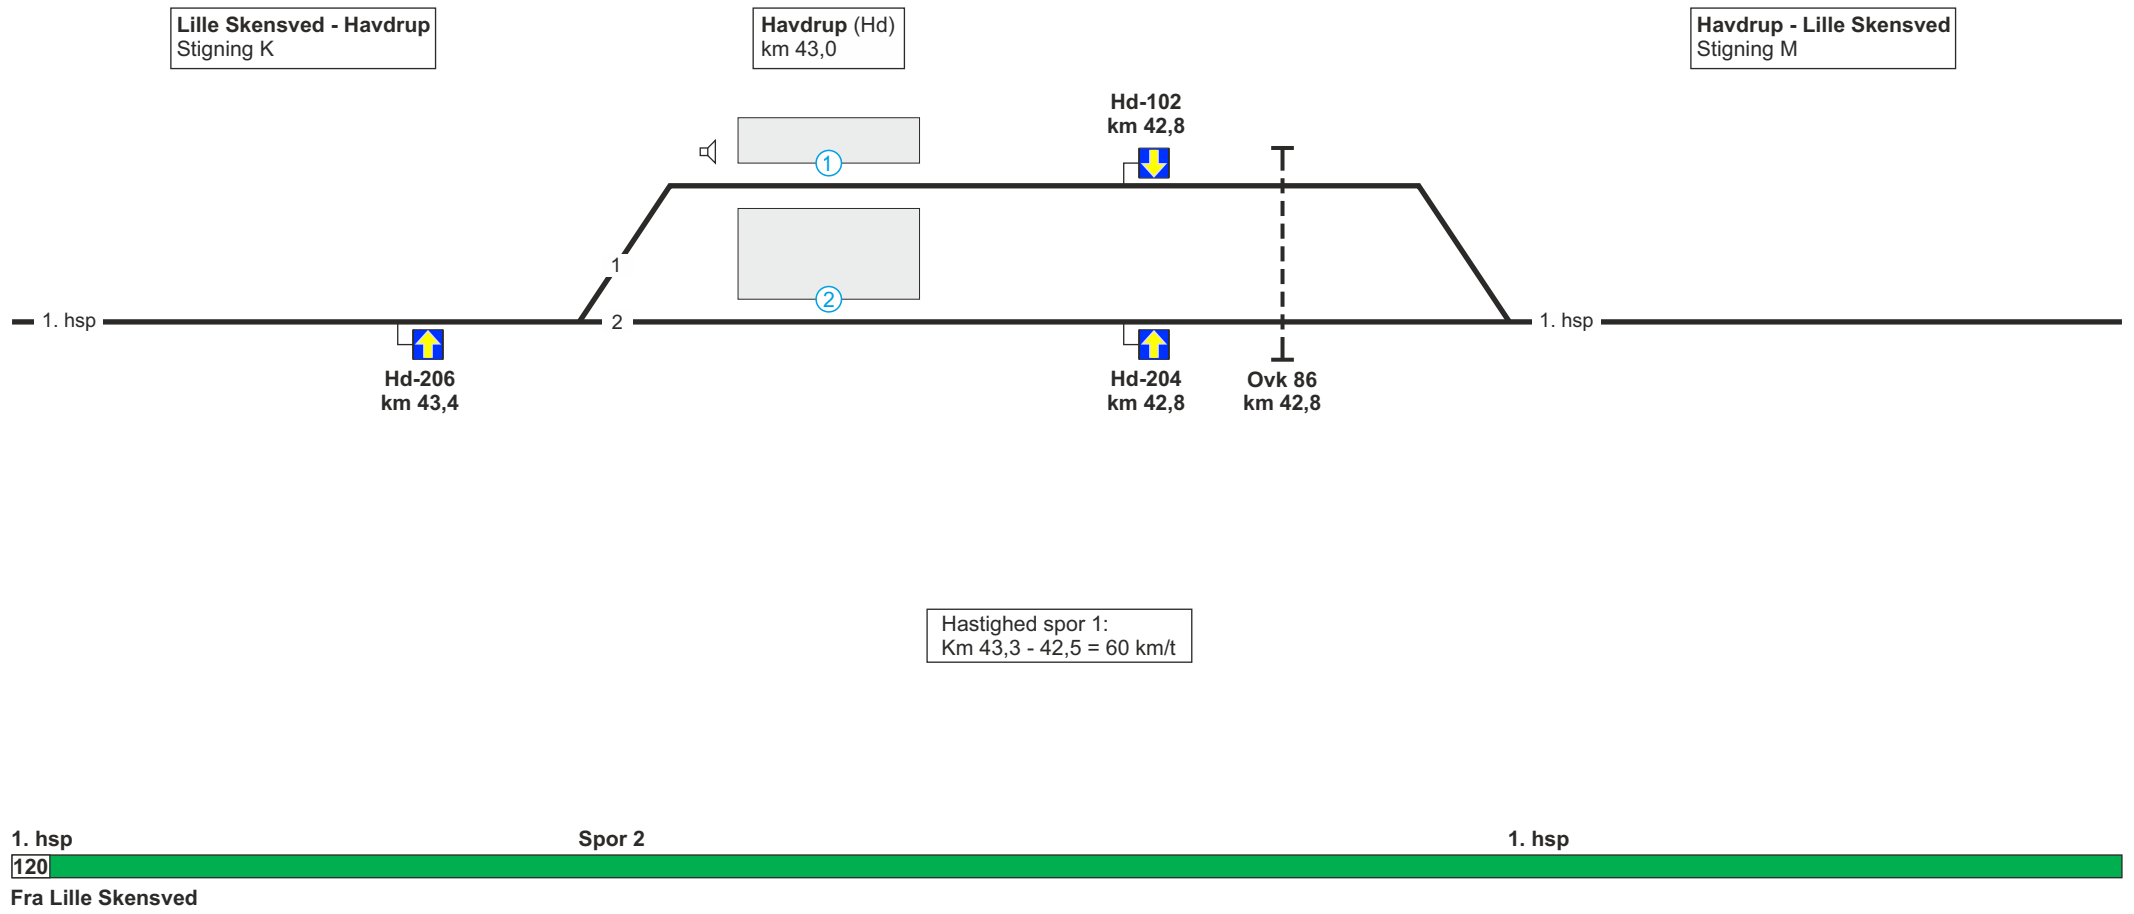 Lille Skensved - Havdrup
Stigning K
Havdrup (Hd)
km 43,0
Havdrup - Lille Skensved
Stigning M
Hd-102
km 42,8
1
1
2
1. hsp
2
1. hsp
Hd-206
km 43,4
Hd-204
km 42,8
Ovk 86
km 42,8
Hastighed spor 1:
Km 43,3 - 42,5 = 60 km/t
1. hsp
Spor 2
1. hsp
120
Fra Lille Skensved